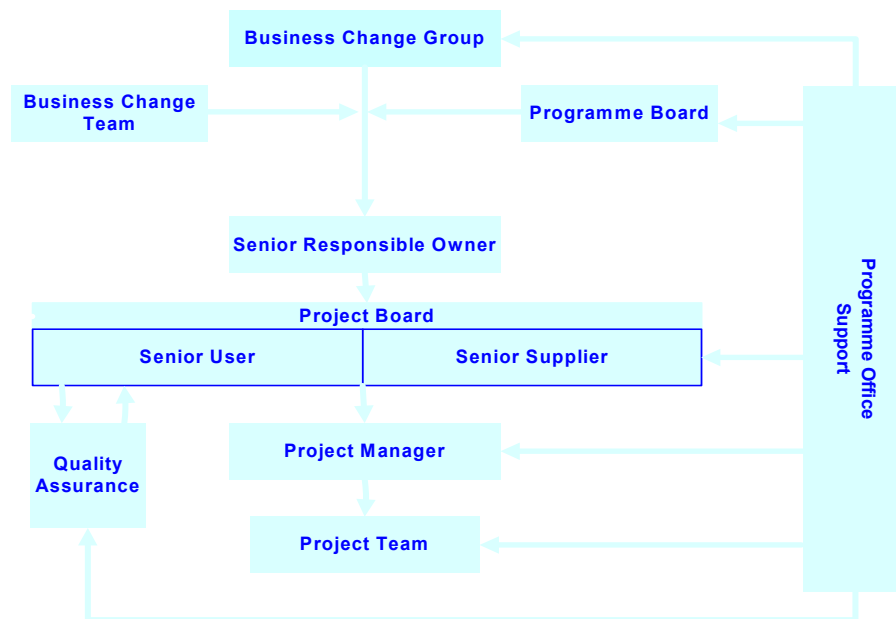 Business Change Group
Business Change
Team
Programme Board
Senior Responsible Owner
Project Board
Senior User
Senior Supplier
Programme Office
Support
Project Manager
Quality
Assurance
Project Team